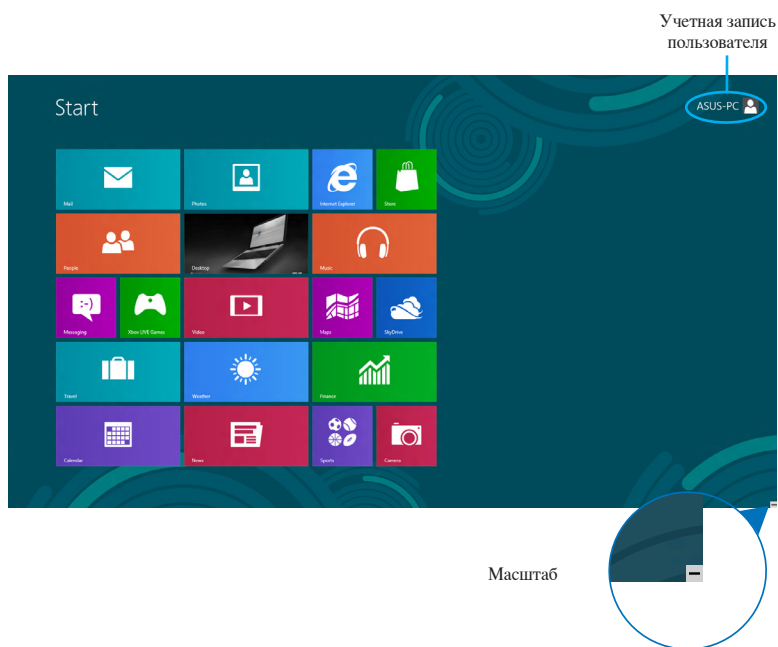 Учетная запись
пользователя
Start
ASUS-PC
Mail
Photos
Internet Explorer
Store
People
Desktop
Music
Messaging
Xbox LIVE Games
Video
Maps
SkyDrive
Travel
Weather
Finance
Calendar
News
Sports
Camera
Масштаб